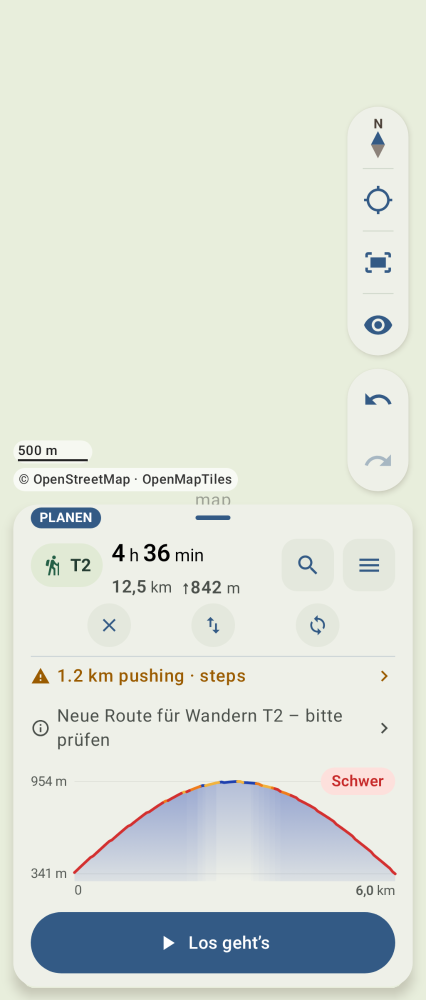 N
500 m
© OpenStreetMap · OpenMapTiles
map
PLANEN
T2
4 h 36 min
12,5 km ↑842 m
1.2 km pushing · steps
Neue Route für Wandern T2 – bitte
prüfen
954 m
Schwer
341 m
0
6,0 km
Los geht’s